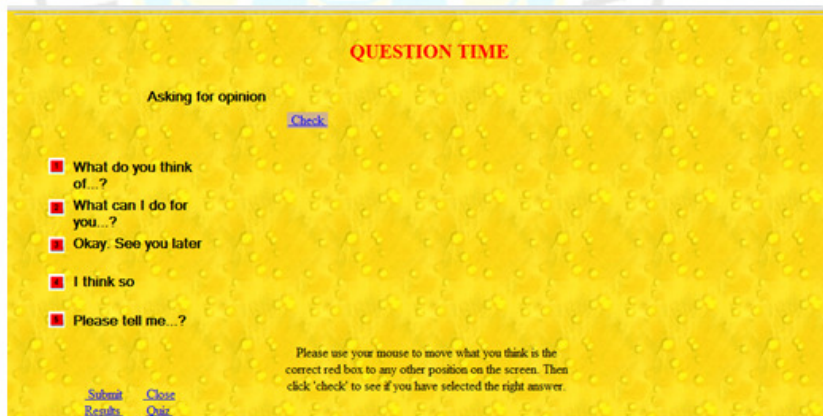 QUESTION TIME
Asking for opinion
Check
What do you think
of...?
What can I do for
you...?
Okay. See you later
I think so
Please tell me...?
Please use your mouse to move what you think is the
correct red box to any other position on the screen. Then
click 'check' to see if you have selected the right answer.
Submit Close
Results Quiz